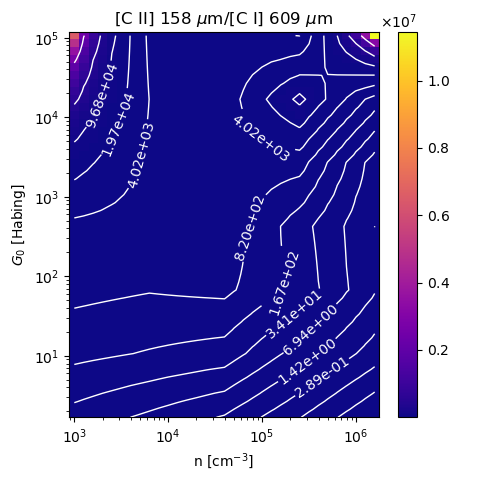 [C II] 158 μm/[C I] 609 μm
×10⁷
10⁵
10⁴
10³
10²
10¹
G₀ [Habing]
9.68e+04
1.97e+04
4.02e+03
4.02e+03
8.20e+02
1.67e+02
3.41e+01
6.94e+00
1.42e+00
2.89e-01
1.0
0.8
0.6
0.4
0.2
10³
10⁴
10⁵
10⁶
n [cm⁻³]